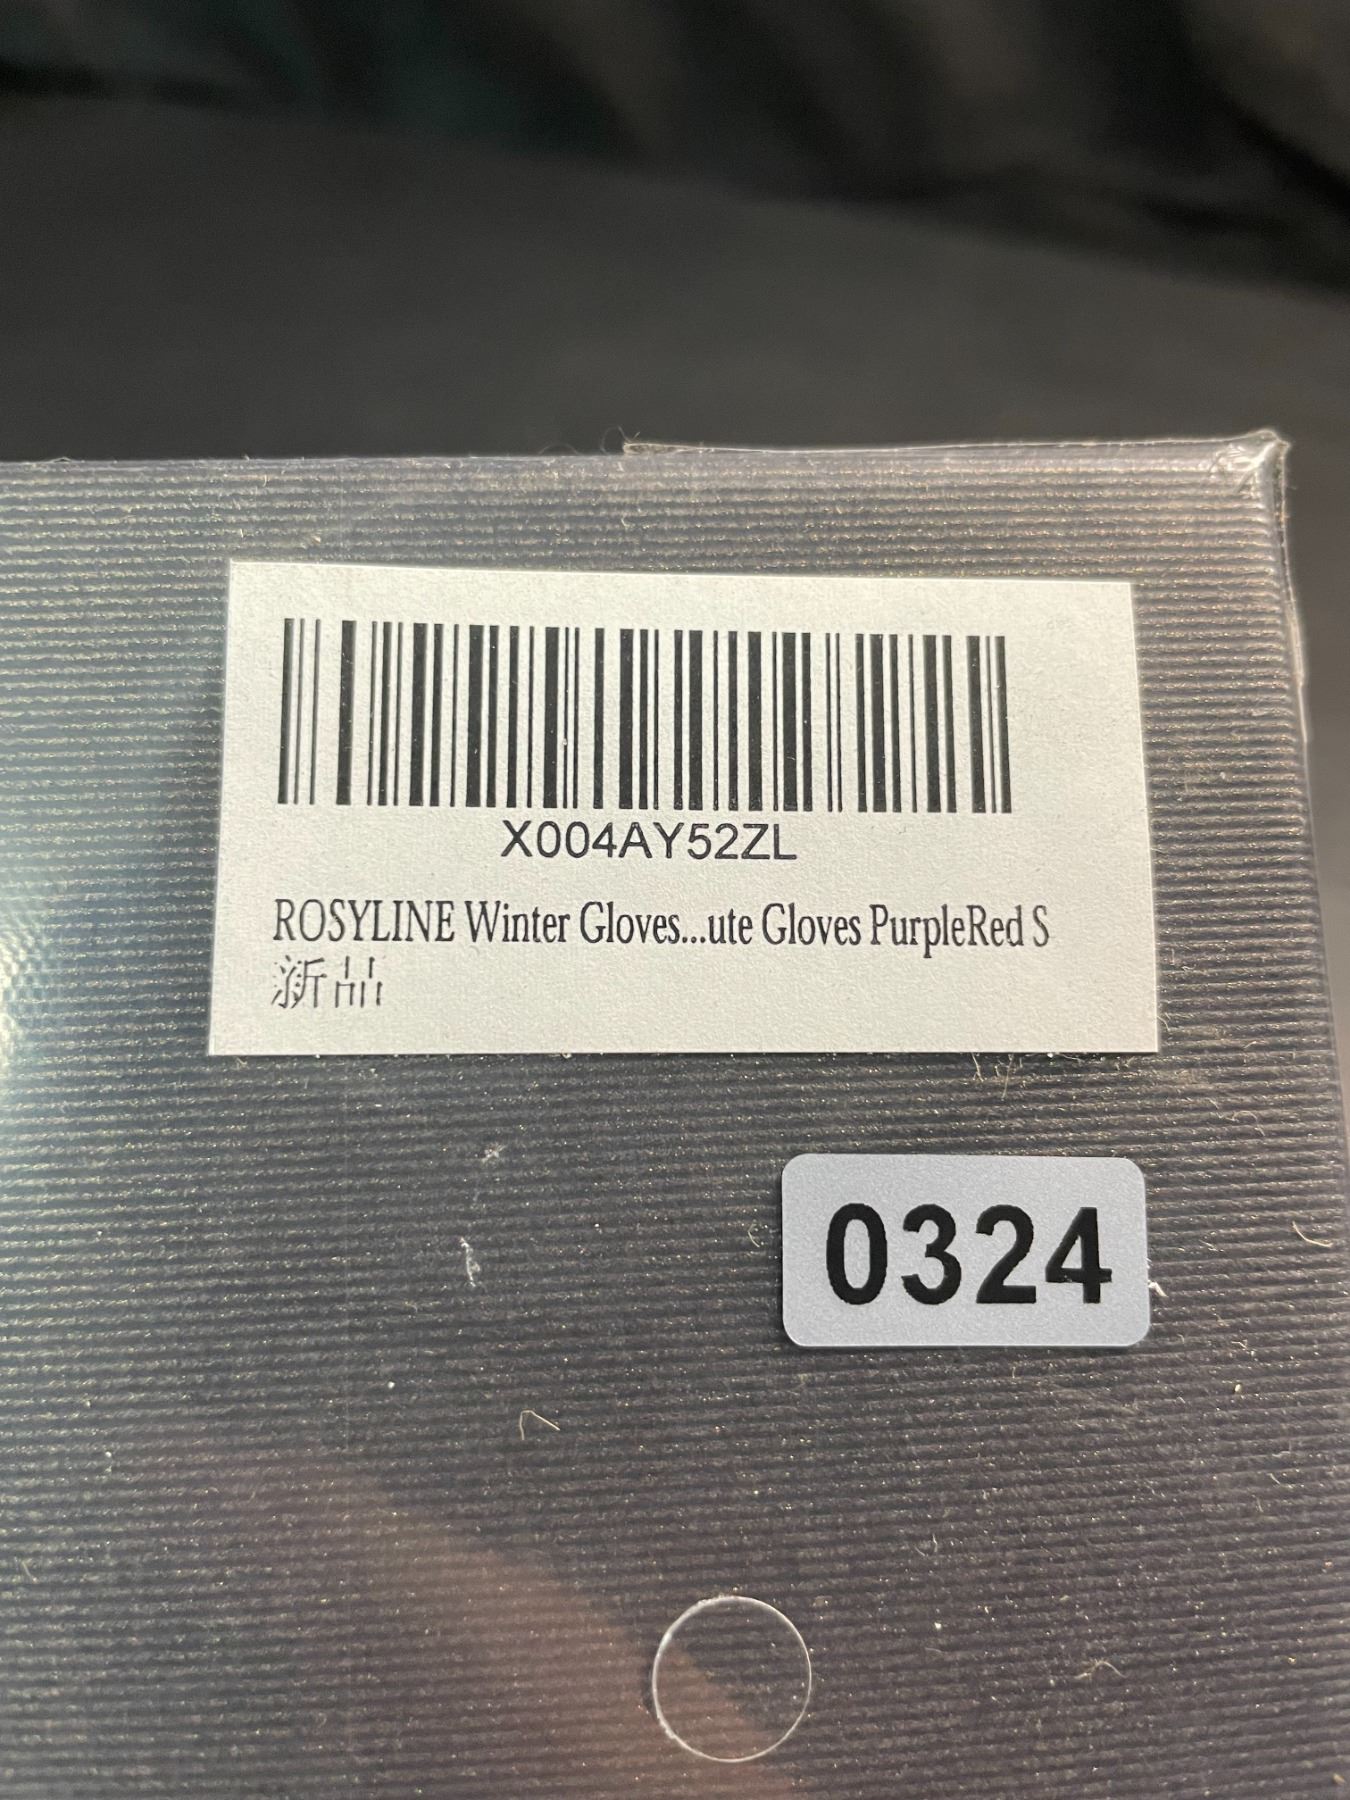 X004AY52ZL
ROSYLINE Winter Gloves...ute Gloves PurpleRed S
新品
0324